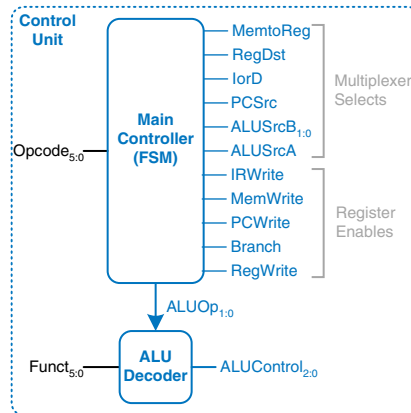 Control
Unit
MemtoReg
RegDst
IorD
PCSrc
ALUSrcB1:0
ALUSrcA
Multiplexer
Selects
Main
Controller
(FSM)
Opcode5:0
IRWrite
MemWrite
PCWrite
Branch
RegWrite
Register
Enables
ALUOp1:0
Funct5:0
ALU
Decoder
ALUControl2:0